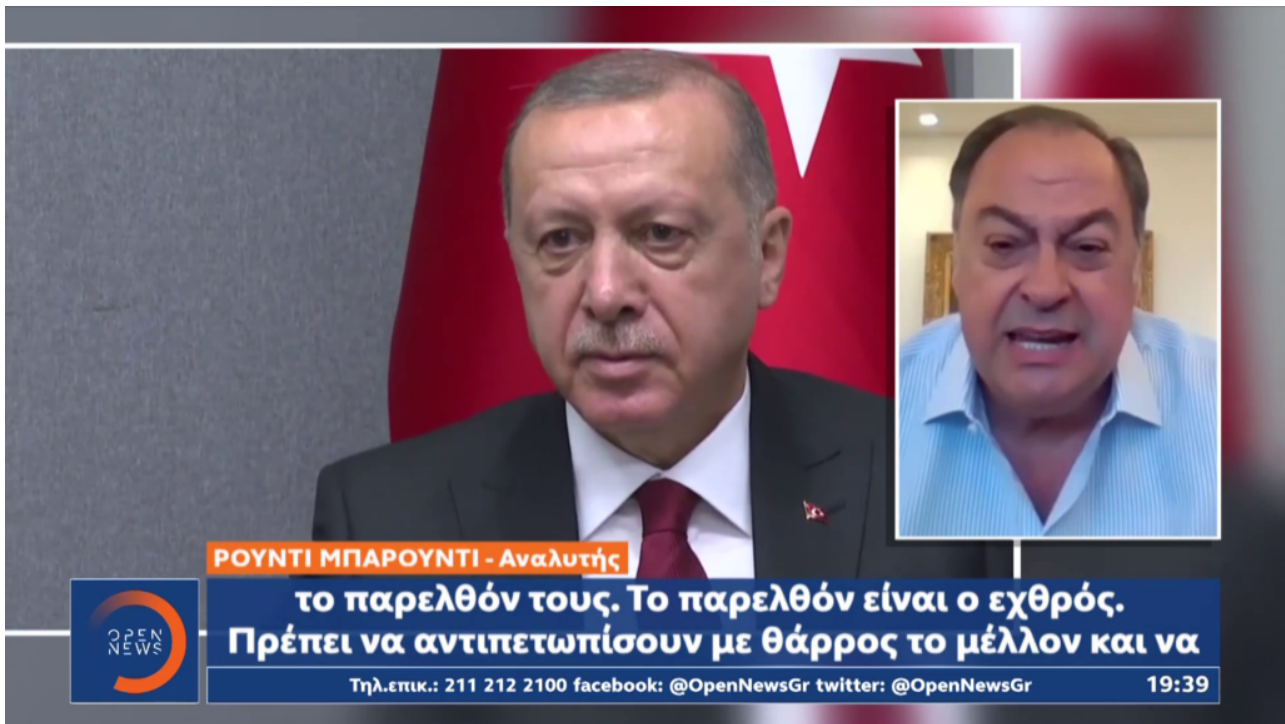 ΡΟΥΝΤΙ ΜΠΑΡΟΥΝΤΙ - Αναλυτής
το παρελθόν τους. Το παρελθόν είναι ο εχθρός.
Πρέπει να αντιπετωπίσουν με θάρρος το μέλλον και να
OPEN
NEWS
Τηλ.επικ.: 211 212 2100 facebook: @OpenNewsGr twitter: @OpenNewsGr
19:39